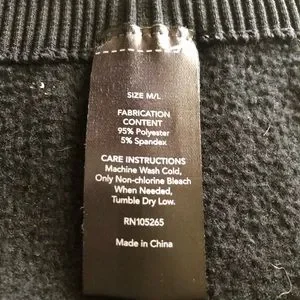 SIZE M/L
FABRICATION
CONTENT
95% Polyester
5% Spandex
CARE INSTRUCTIONS
Machine Wash Cold,
Only Non-chlorine Bleach
When Needed,
Tumble Dry Low.
RN105265
Made in China